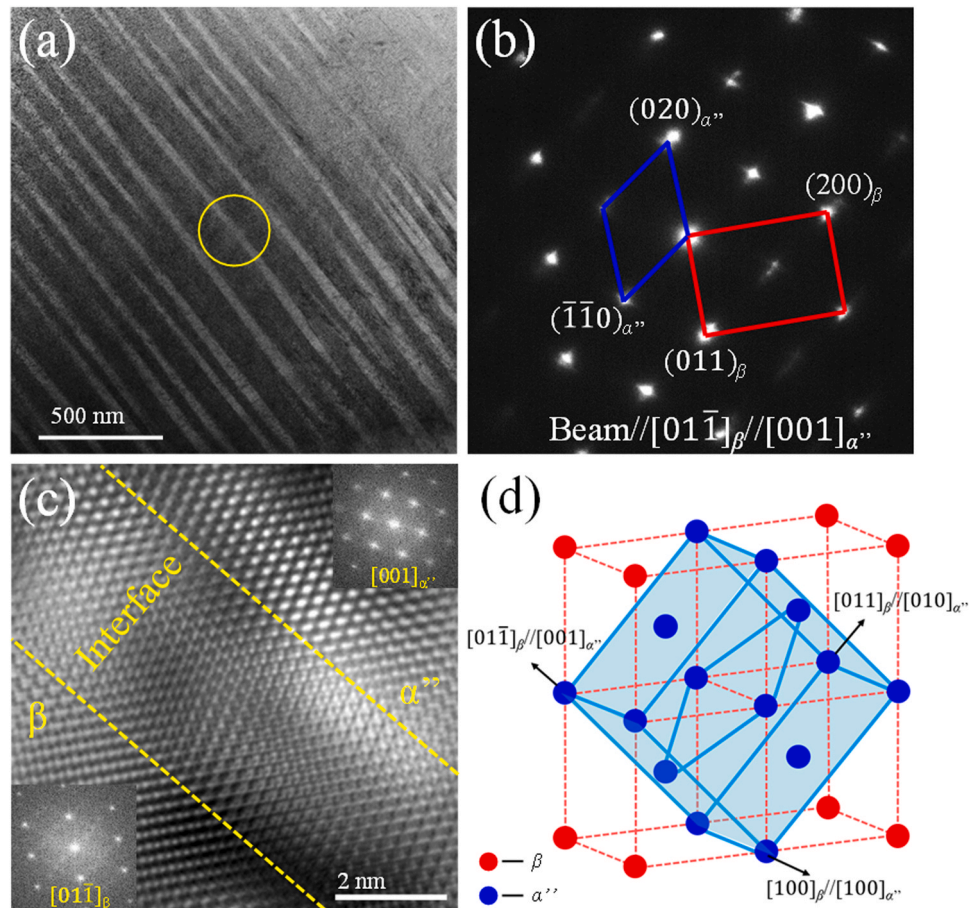 (a)
500 nm
(b)
(020)α”
(200)β
(1̅1̅0)α”
(011)β
Beam//[011̅]β//[001]α”
(c)
[001]α”
Interface
α”
β
[011̅]β
2 nm
(d)
[011]β//[010]α”
[011̅]β//[001]α”
[100]β//[100]α”
β
α’’